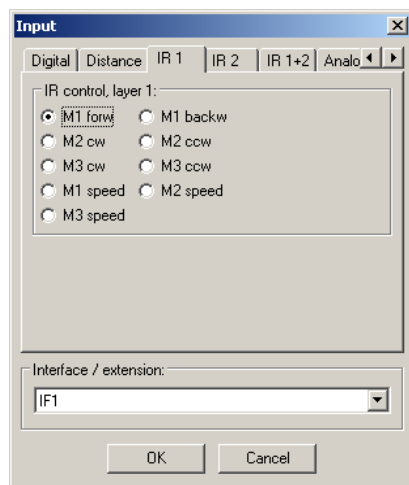 Input
Digital Distance IR 1 IR 2 IR 1+2 Analo
IR control, layer 1:
M1 forw M1 backw
M2 cw M2 ccw
M3 cw M3 ccw
M1 speed M2 speed
M3 speed
Interface / extension:
IF1
OK Cancel